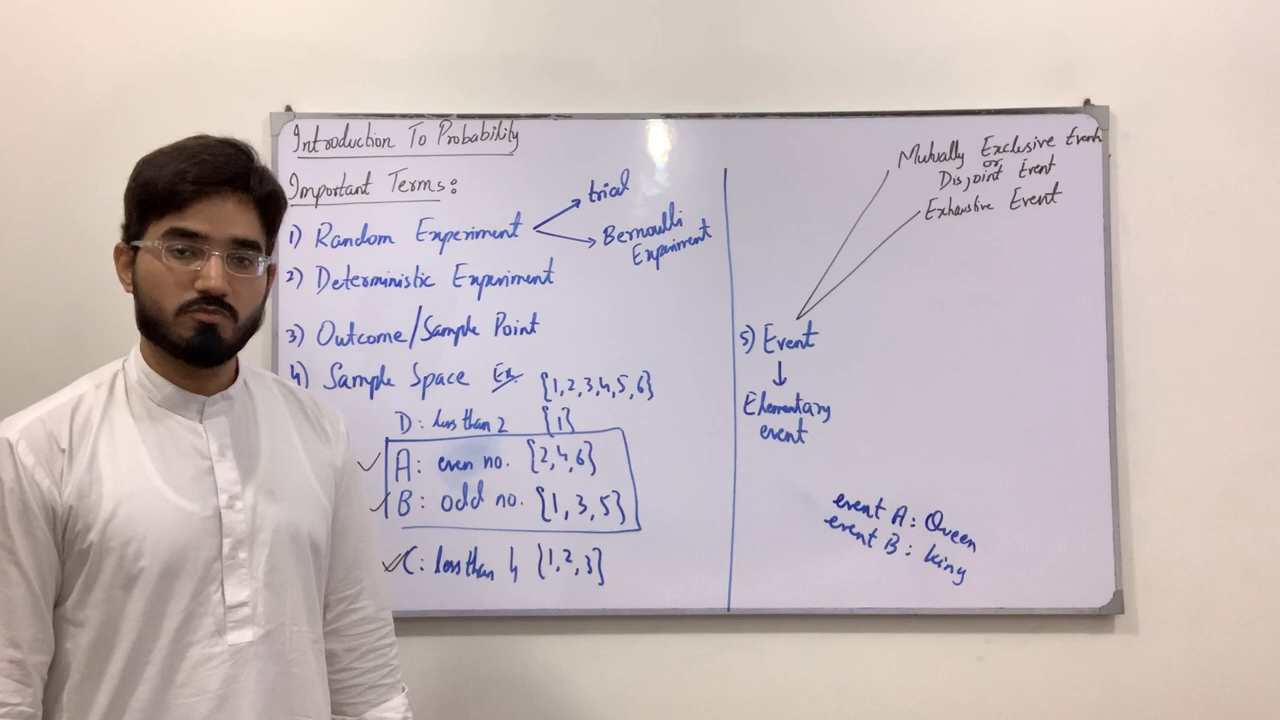 Introduction To Probability
Important Terms:
1) Random Experiment
trial
Bernoulli
Experiment
2) Deterministic Experiment
3) Outcome/Sample Point
4) Sample Space Ex {1,2,3,4,5,6}
D: less than 2 {1}
A: even no. {2,4,6}
B: odd no. {1,3,5}
C: less than 4 {1,2,3}
Mutually Exclusive Events
or
Disjoint Event
Exhaustive Event
5) Event
Elementary
event
event A: Queen
event B: King